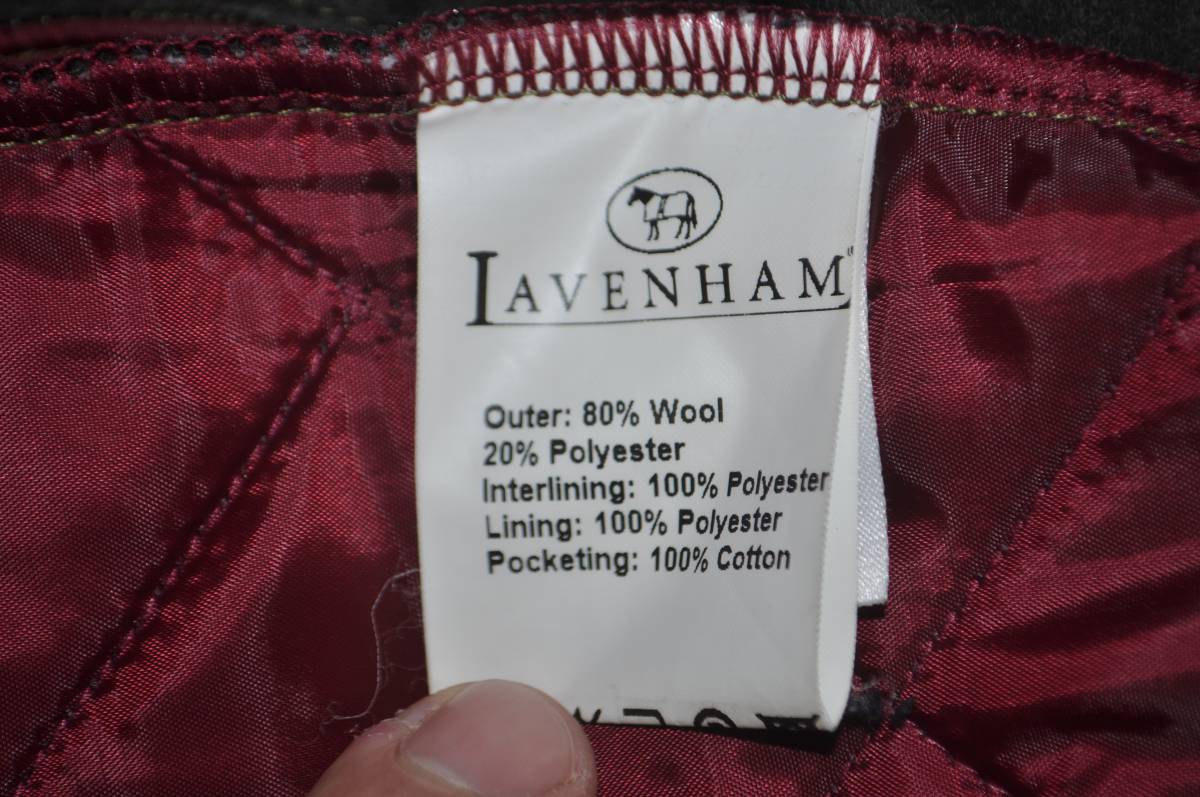 LAVENHAM
Outer: 80% Wool
20% Polyester
Interlining: 100% Polyester
Lining: 100% Polyester
Pocketing: 100% Cotton